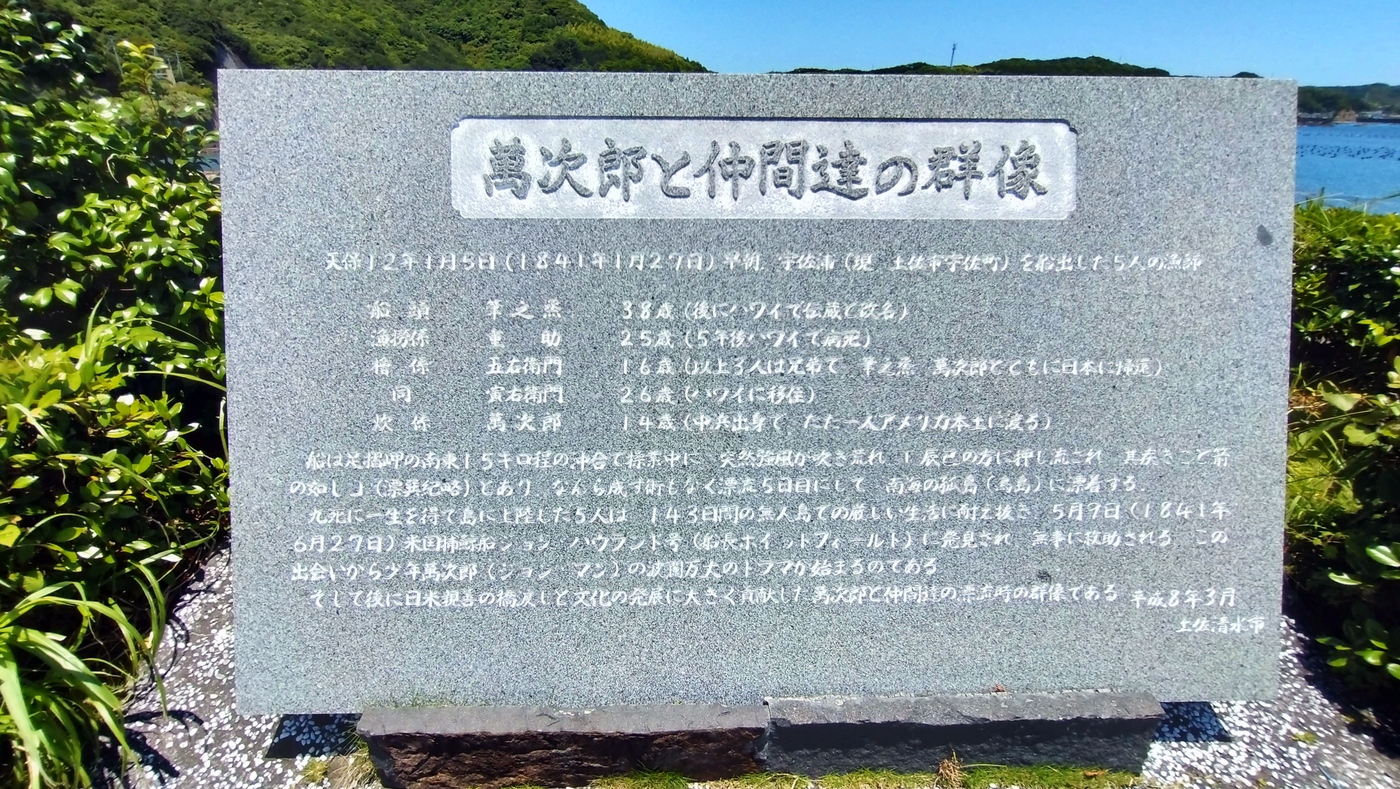 萬次郎と仲間達の群像
天保12年1月5日(1841年1月27日)早朝、宇佐浦(現 土佐市宇佐町)を船出した5人の漁師
船頭 筆之丞 38歳(後にハワイで伝蔵と改名)
漁撈係 重助 25歳(5年後ハワイで病死)
櫓係 五右衛門 16歳(以上3人は兄弟で 筆之丞 萬次郎とともに日本に帰還)
同 寅右衛門 26歳(ハワイに移住)
炊係 萬次郎 14歳(中浜出身で たった一人アメリカ本土に渡る)
船は足摺岬の南東15キロ程の沖合で操業中に 突然強風が吹き荒れ 「辰巳の方に押し流され 其疾きこと箭
の如し」(漂巽紀略)とあり なんら成す術もなく漂流5日目にして 南海の孤島(鳥島)に漂着する
九死に一生を得て島に上陸した5人は 143日間の無人島での厳しい生活に耐え抜き 5月9日(1841年
6月27日)米国捕鯨船ジョン ハウランド号(船長ホイットフィールド)に発見され 無事に救助される この
出会いから少年萬次郎(ジョン マン)の波瀾万丈のドラマが始まるのである
そして後に日米親善の橋渡しと文化の発展に大きく貢献した 萬次郎と仲間達の漂流時の群像である 平成8年3月
土佐清水市